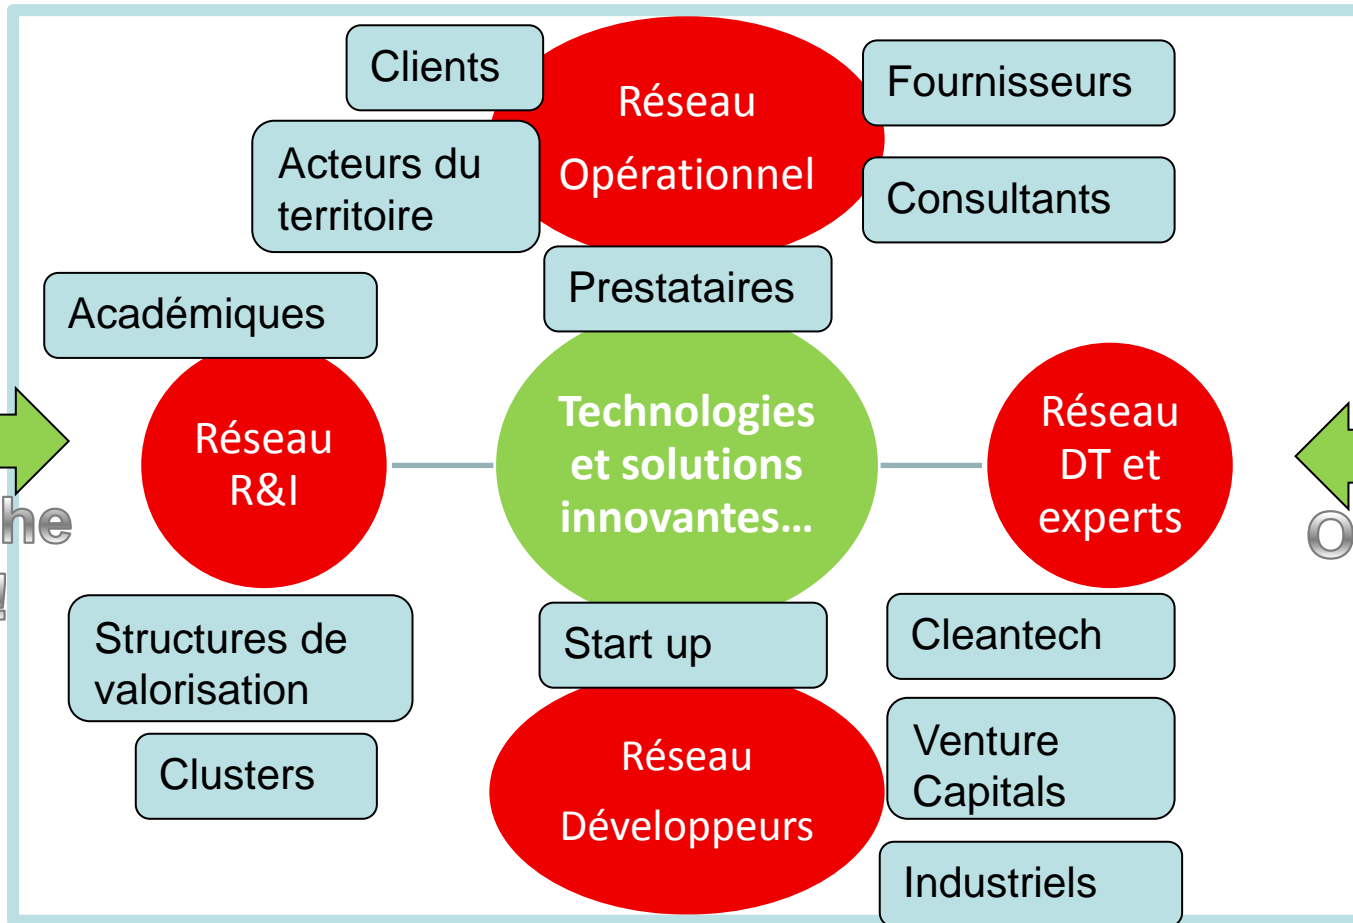 Clients
Réseau
Opérationnel
Fournisseurs
Acteurs du
territoire
Consultants
Prestataires
Académiques
Réseau
R&I
Technologies
et solutions
innovantes…
Réseau
DT et
experts
he
!
O
Structures de
valorisation
Start up
Cleantech
Clusters
Réseau
Développeurs
Venture
Capitals
Industriels